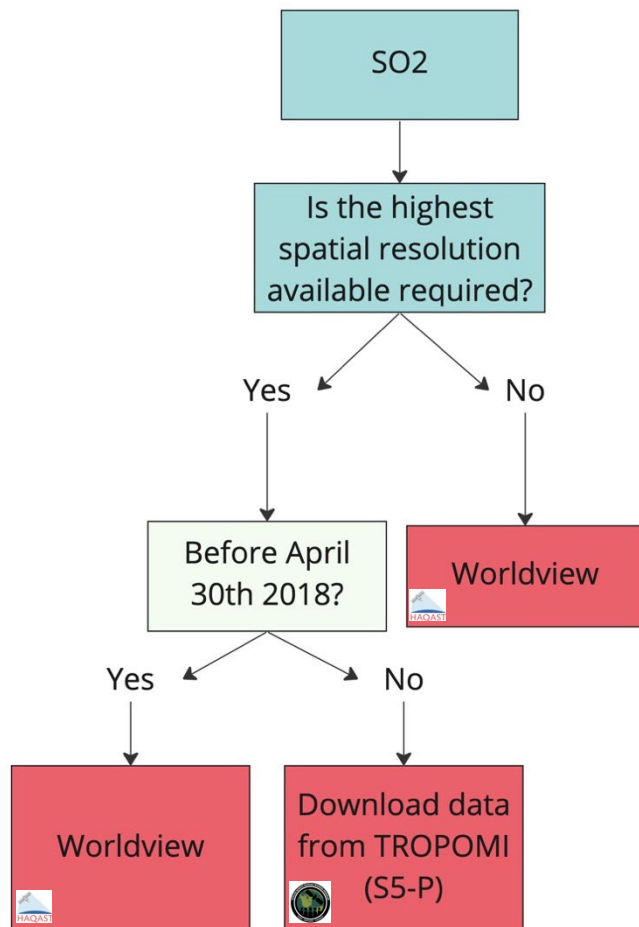 SO2
Is the highest
spatial resolution
available required?
Yes
No
Before April
30th 2018?
Worldview
HAQAST
Yes
No
Worldview
HAQAST
Download data
from TROPOMI
(S5-P)